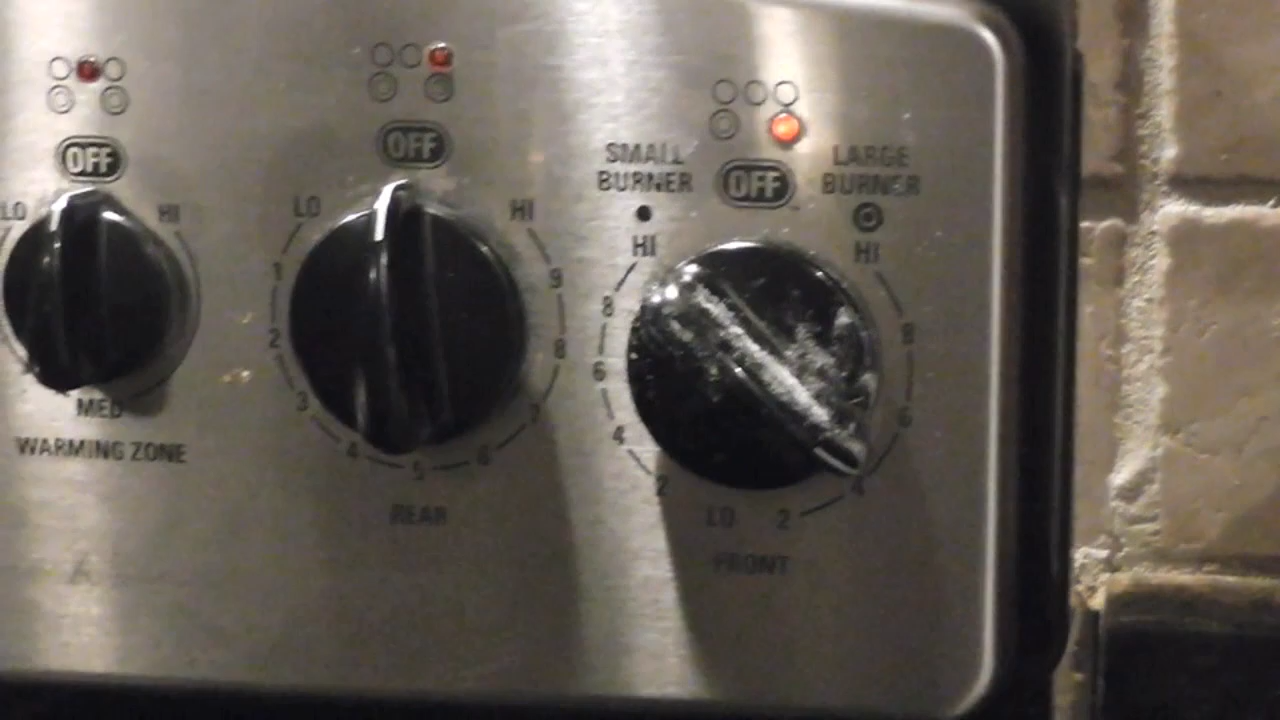 OFF
LO HI
MED
WARMING ZONE
OFF
LO HI
1 9
2 8
3 7
4 5 6
REAR
SMALL BURNER
OFF
LARGE BURNER
HI HI
8 8
6 6
4 4
2 LO 2
FRONT